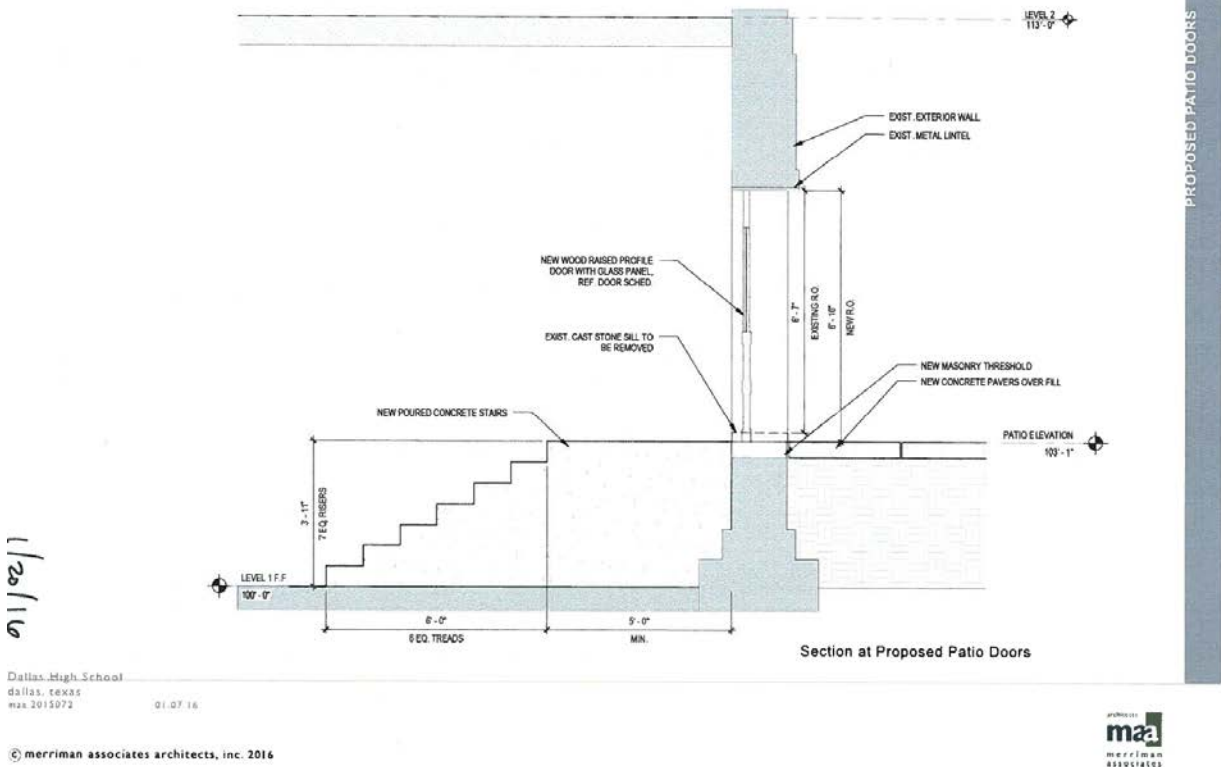 LEVEL 2
113' - 0"
PROPOSED PATIO DOORS
EXIST. EXTERIOR WALL
EXIST. METAL LINTEL
NEW WOOD RAISED PROFILE
DOOR WITH GLASS PANEL,
REF. DOOR SCHED.
6' - 7"
EXISTING R.O.
6' - 10"
NEW R.O.
EXIST. CAST STONE SILL TO
BE REMOVED
NEW MASONRY THRESHOLD
NEW CONCRETE PAVERS OVER FILL
NEW POURED CONCRETE STAIRS
PATIO ELEVATION
103' - 1"
3' - 11"
7 EQ. RISERS
LEVEL 1 F.F
100' - 0"
6' - 0"
6 EQ. TREADS
5' - 0"
MIN.
Section at Proposed Patio Doors
1/20/16
Dallas High School
dallas, texas
maa 2015072 01.07.16
© merriman associates architects, inc. 2016
architects
maa
merriman
associates